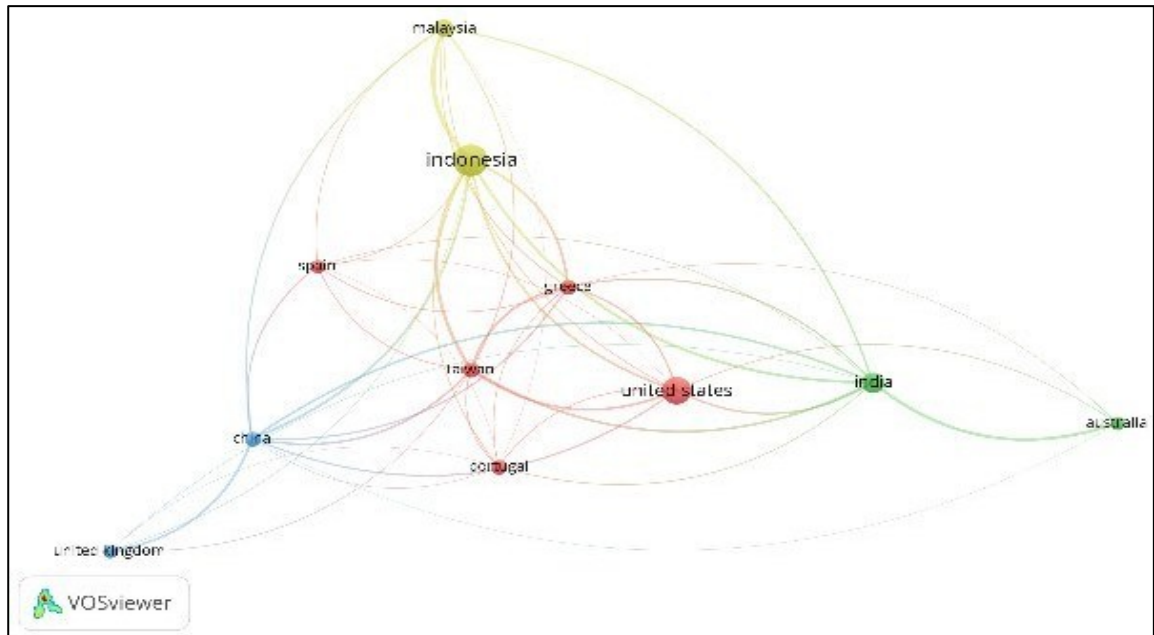 malaysia
indonesia
spain
greece
taiwan
united states
india
australia
china
portugal
united kingdom
VOSviewer